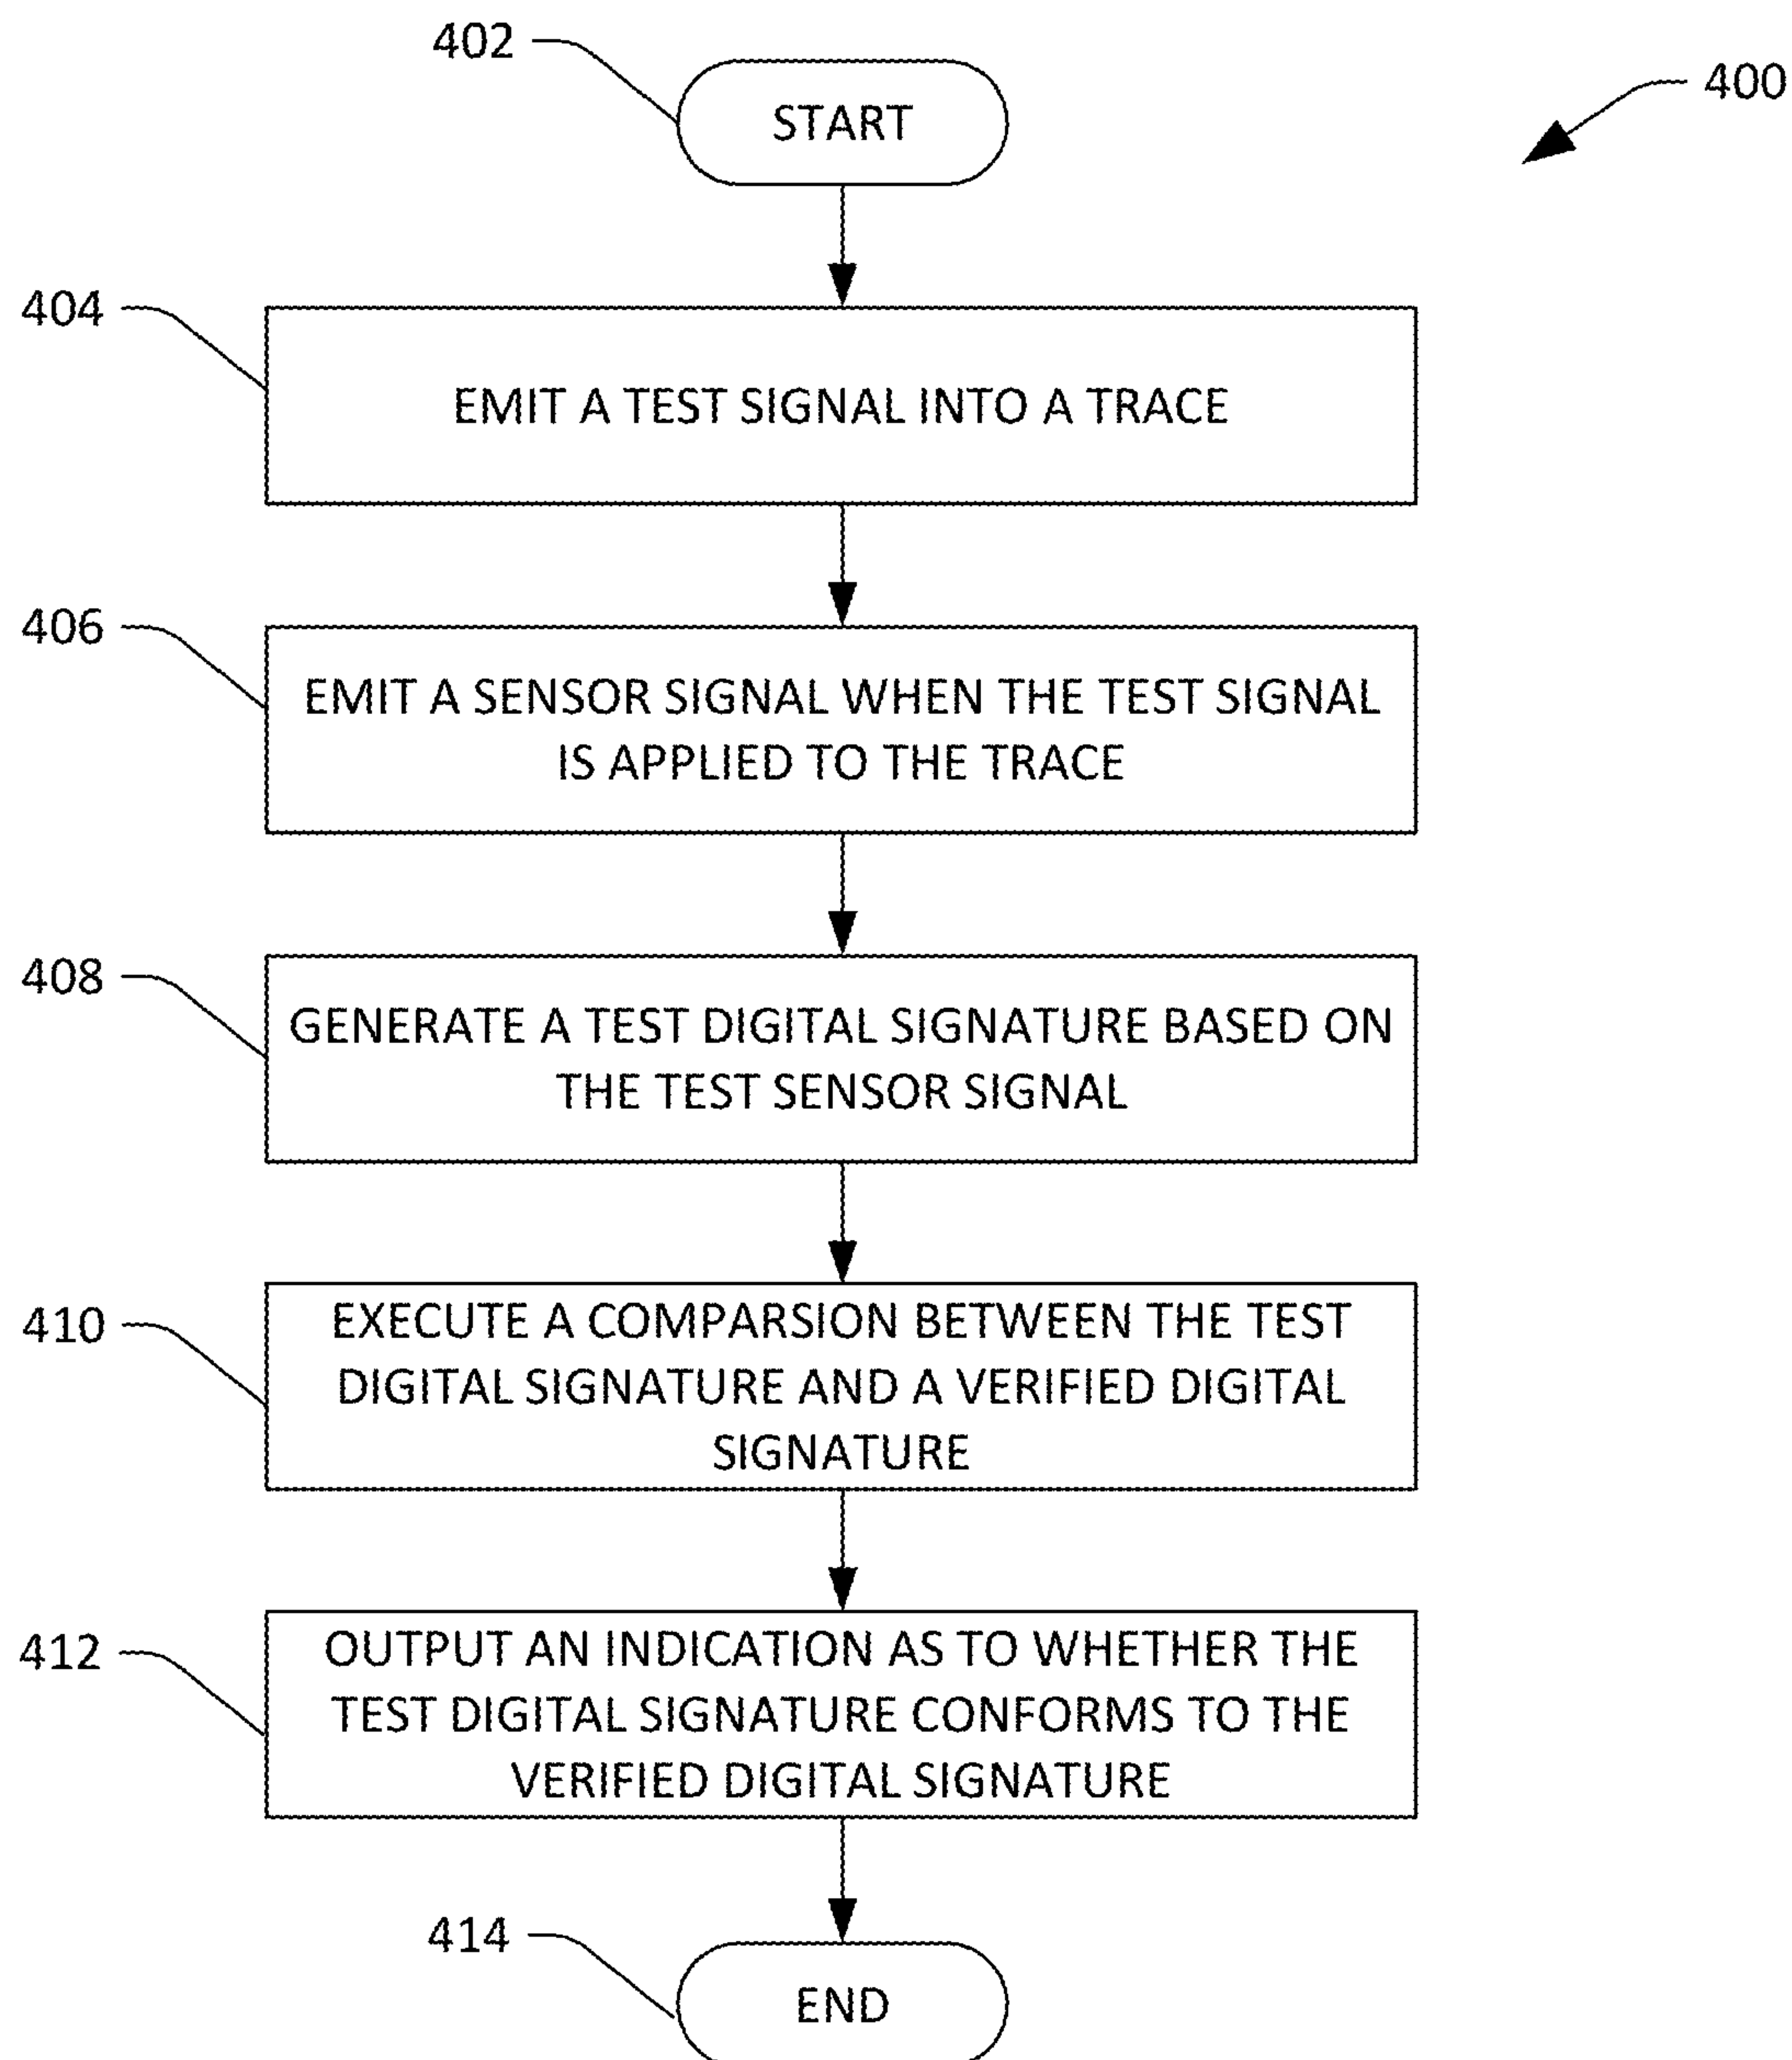 402
START
400
404
EMIT A TEST SIGNAL INTO A TRACE
406
EMIT A SENSOR SIGNAL WHEN THE TEST SIGNAL
IS APPLIED TO THE TRACE
408
GENERATE A TEST DIGITAL SIGNATURE BASED ON
THE TEST SENSOR SIGNAL
410
EXECUTE A COMPARSION BETWEEN THE TEST
DIGITAL SIGNATURE AND A VERIFIED DIGITAL
SIGNATURE
412
OUTPUT AN INDICATION AS TO WHETHER THE
TEST DIGITAL SIGNATURE CONFORMS TO THE
VERIFIED DIGITAL SIGNATURE
414
END